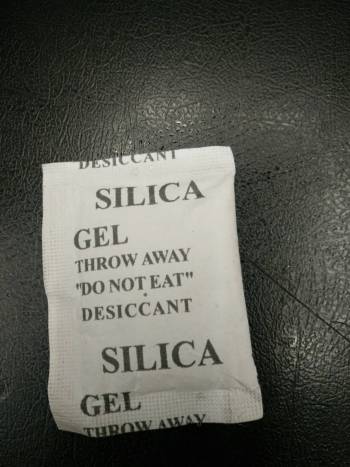 DESICCANT
SILICA
GEL
THROW AWAY
"DO NOT EAT"
DESICCANT
SILICA
GEL
THROW AWAY